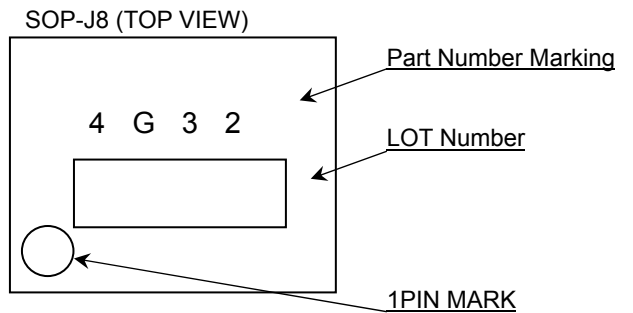 SOP-J8 (TOP VIEW)
Part Number Marking
4 G 3 2
LOT Number
1PIN MARK